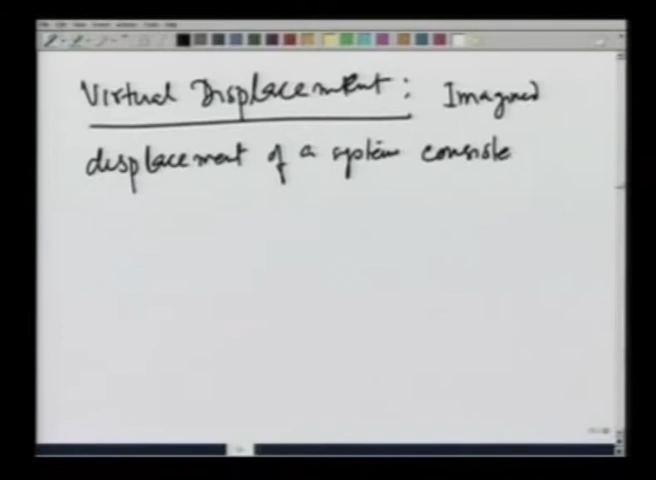 Virtual Displacement : Imagined
displacement of a system consiste